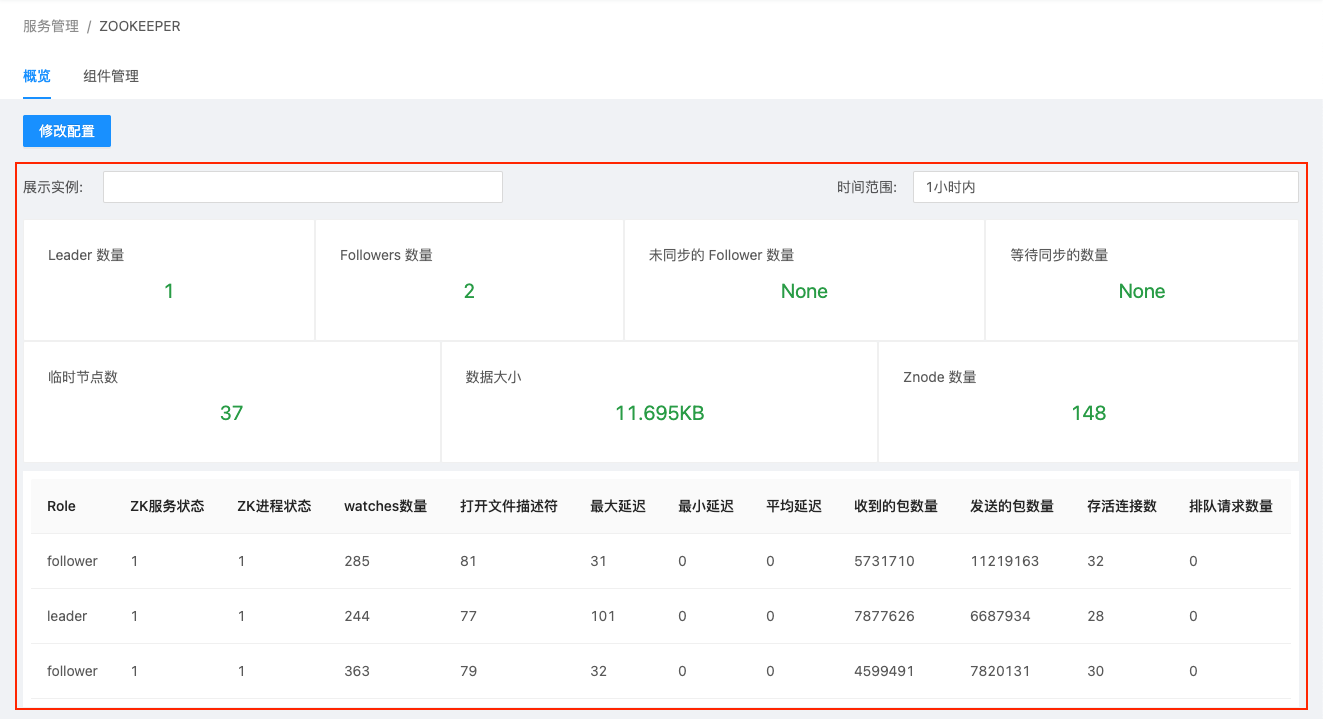 服务管理 / ZOOKEEPER
概览 组件管理
修改配置
展示实例: 时间范围: 1小时内
Leader 数量 Followers 数量 未同步的 Follower 数量 等待同步的数量
1 2 None None
临时节点数 数据大小 Znode 数量
37 11.695KB 148
Role ZK服务状态 ZK进程状态 watches数量 打开文件描述符 最大延迟 最小延迟 平均延迟 收到的包数量 发送的包数量 存活连接数 排队请求数量
follower 1 1 285 81 31 0 0 5731710 11219163 32 0
leader 1 1 244 77 101 0 0 7877626 6687934 28 0
follower 1 1 363 79 32 0 0 4599491 7820131 30 0